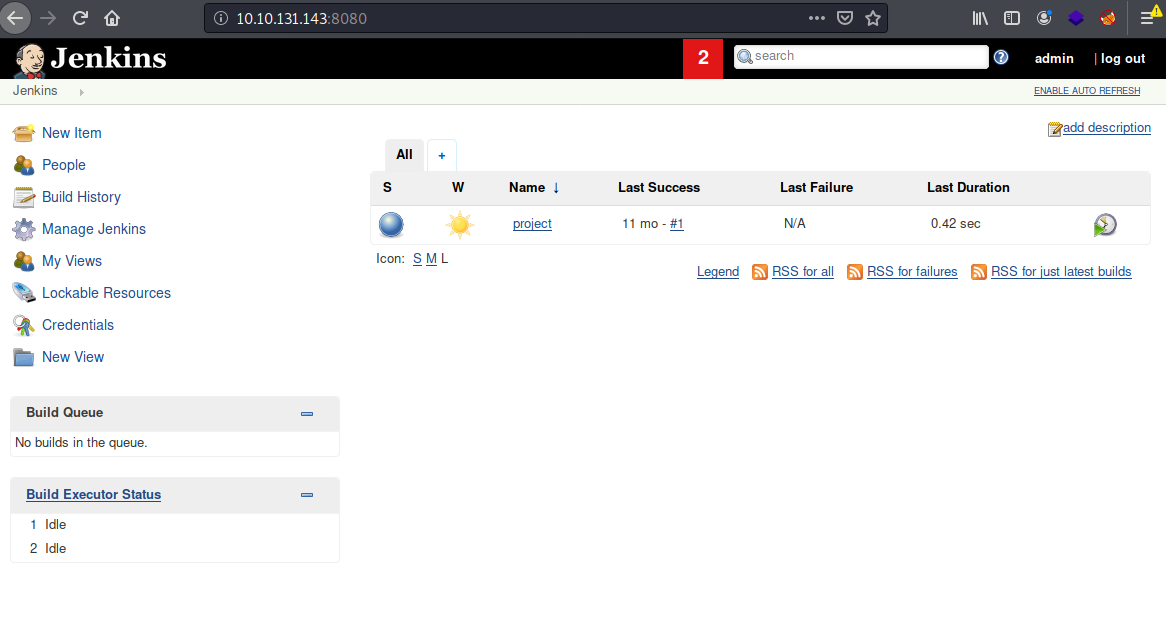 10.10.131.143:8080
Jenkins
2
search
admin
| log out
Jenkins
ENABLE AUTO REFRESH
New Item
People
Build History
Manage Jenkins
My Views
Lockable Resources
Credentials
New View
add description
All
+
S W Name ↓ Last Success Last Failure Last Duration
project 11 mo - #1 N/A 0.42 sec
Icon: S M L
Legend RSS for all RSS for failures RSS for just latest builds
Build Queue
No builds in the queue.
Build Executor Status
1 Idle
2 Idle